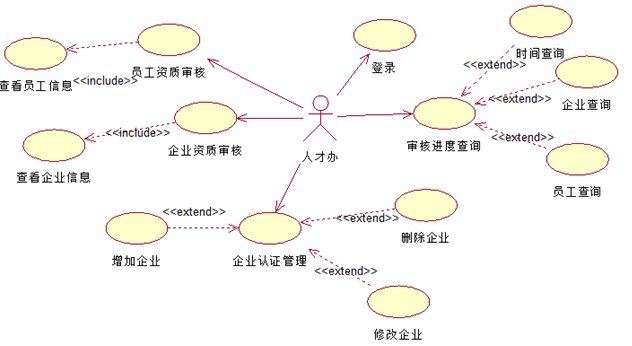 时间查询
<<extend>>
登录
员工资质审核
查看员工信息
<<include>>
企业查询
<<extend>>
审核进度查询
<<extend>>
员工查询
企业资质审核
<<include>>
查看企业信息
人才办
<<extend>>
增加企业
企业认证管理
<<extend>>
删除企业
<<extend>>
修改企业